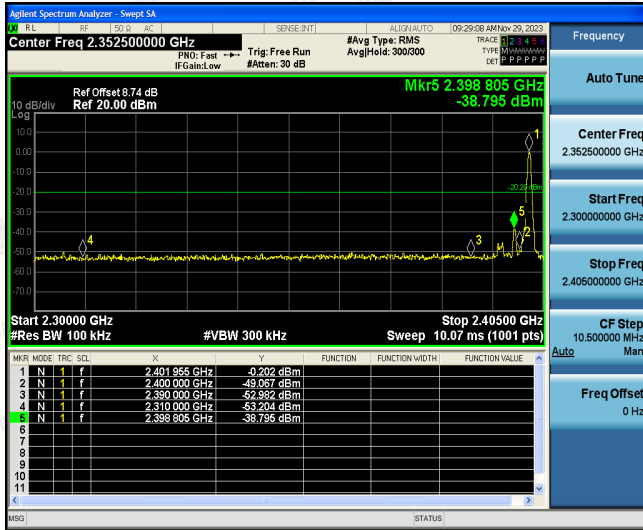 Agilent Spectrum Analyzer - Swept SA
RL RF 50 Ω AC SENSE:INT ALIGN AUTO 09:29:08 AM Nov 29, 2023
Center Freq 2.352500000 GHz
PNO: Fast
IFGain:Low
Trig: Free Run
#Atten: 30 dB
#Avg Type: RMS
Avg|Hold: 300/300
TRACE 1 2 3 4 5 6
TYPE
DET P P P P P P
Ref Offset 8.74 dB
Ref 20.00 dBm
10 dB/div
Log
Mkr5 2.398 805 GHz
-38.795 dBm
10.0
0.00
-10.0
-20.0
-30.0
-40.0
-50.0
-60.0
-70.0
1
5
2
3
4
Start 2.30000 GHz
Stop 2.40500 GHz
#Res BW 100 kHz
#VBW 300 kHz
Sweep 10.07 ms (1001 pts)
MKR MODE TRC SCL X Y FUNCTION FUNCTION WIDTH FUNCTION VALUE
1 N 1 f 2.401 955 GHz -0.202 dBm
2 N 1 f 2.400 000 GHz -49.067 dBm
3 N 1 f 2.390 000 GHz -52.982 dBm
4 N 1 f 2.310 000 GHz -53.204 dBm
5 N 1 f 2.398 805 GHz -38.795 dBm
6
7
8
9
10
11
MSG
STATUS
Frequency
Auto Tune
Center Freq
2.352500000 GHz
Start Freq
2.300000000 GHz
Stop Freq
2.405000000 GHz
CF Step
10.500000 MHz
Auto Man
Freq Offset
0 Hz